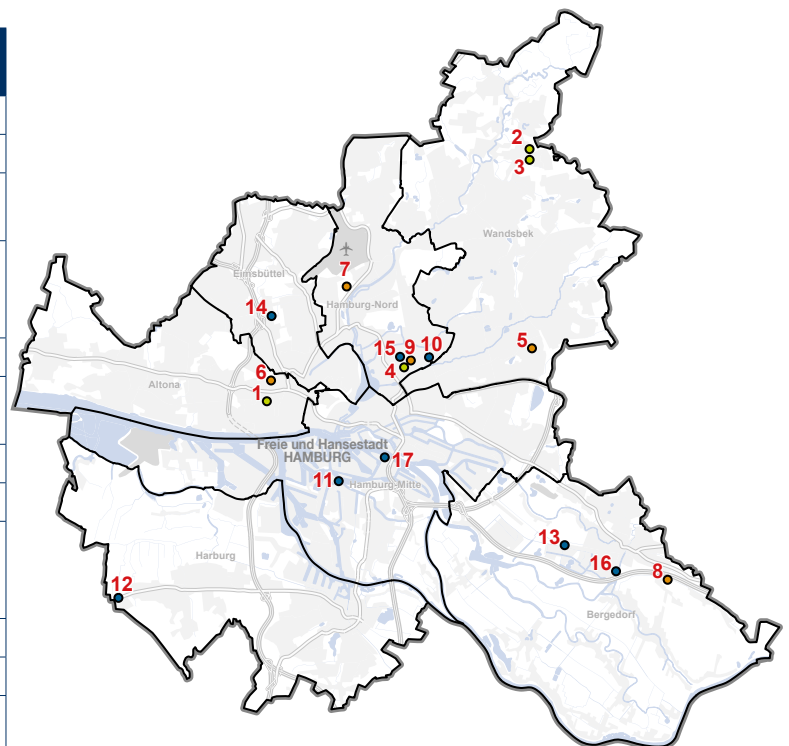 2
3
Wandsbek
Eimsbüttel
7
Hamburg-Nord
14
15
9
10
5
4
6
Altona
1
Freie und Hansestadt
HAMBURG
17
11
Hamburg-Mitte
13
Harburg
16
8
12
Bergedorf